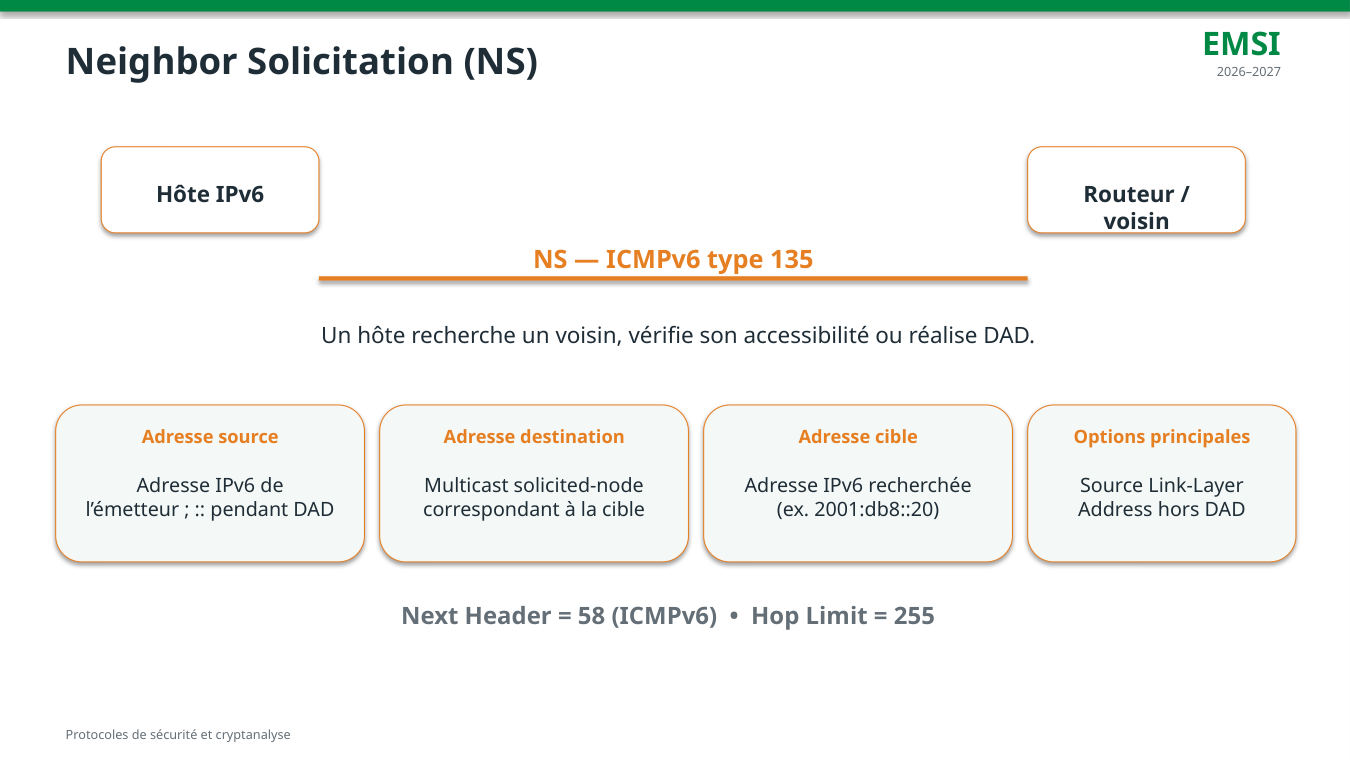 Neighbor Solicitation (NS)
EMSI
2026–2027
Hôte IPv6
Routeur /
voisin
NS — ICMPv6 type 135
Un hôte recherche un voisin, vérifie son accessibilité ou réalise DAD.
Adresse source
Adresse IPv6 de
l’émetteur ; :: pendant DAD
Adresse destination
Multicast solicited-node
correspondant à la cible
Adresse cible
Adresse IPv6 recherchée
(ex. 2001:db8::20)
Options principales
Source Link-Layer
Address hors DAD
Next Header = 58 (ICMPv6) • Hop Limit = 255
Protocoles de sécurité et cryptanalyse